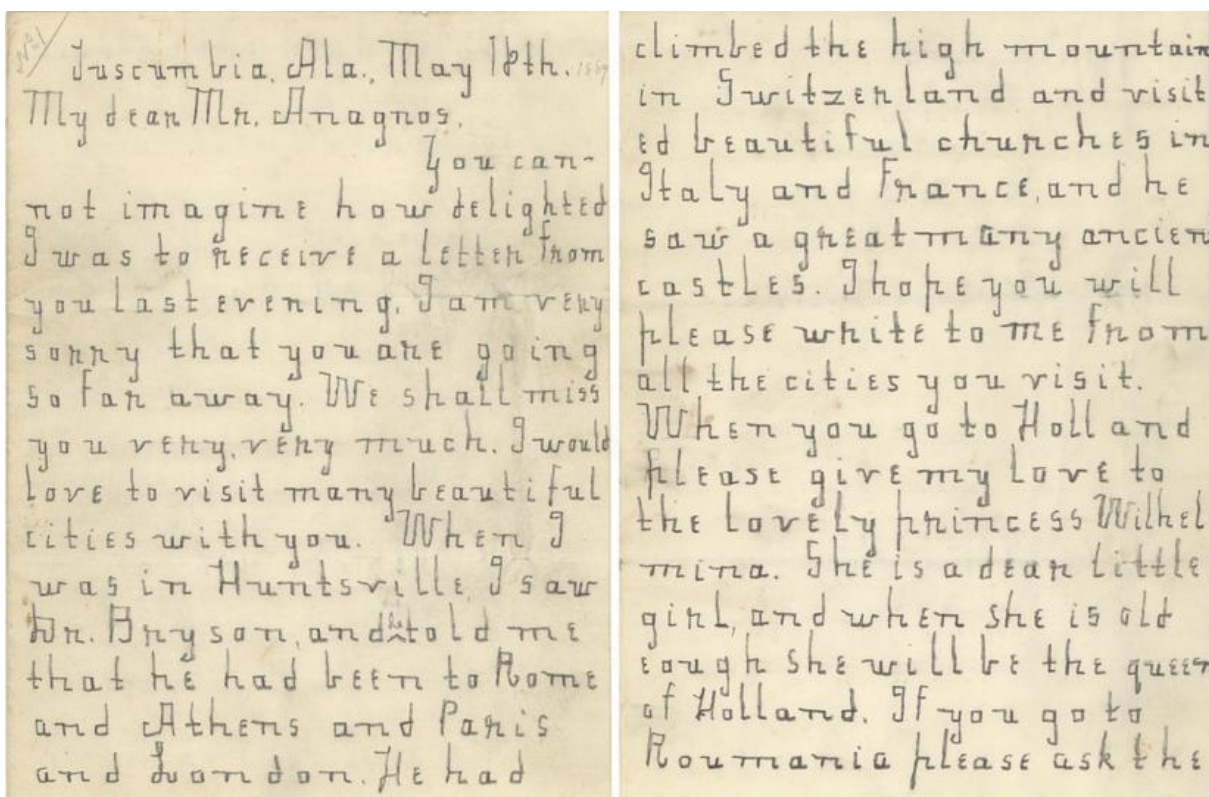 Tuscumbia, Ala., May 18th. 1889
My dear Mr. Anagnos.
You can-
not imagine how delighted
I was to receive a letter from
you last evening. I am very
sorry that you are going
so far away. We shall miss
you very, very much. I would
love to visit many beautiful
cities with you. When I
was in Huntsville I saw
Dr. Bryson, and he told me
that he had been to Rome
and Athens and Paris
and London. He had
climbed the high mountain
in Switzerland and visit
ed beautiful churches in
Italy and France, and he
saw a great many ancien
castles. I hope you will
please write to me from
all the cities you visit.
When you go to Holland
please give my love to
the lovely princess Wilhel
mina. She is a dear little
girl, and when she is old
eough she will be the queen
of Holland. If you go to
Roumania please ask the